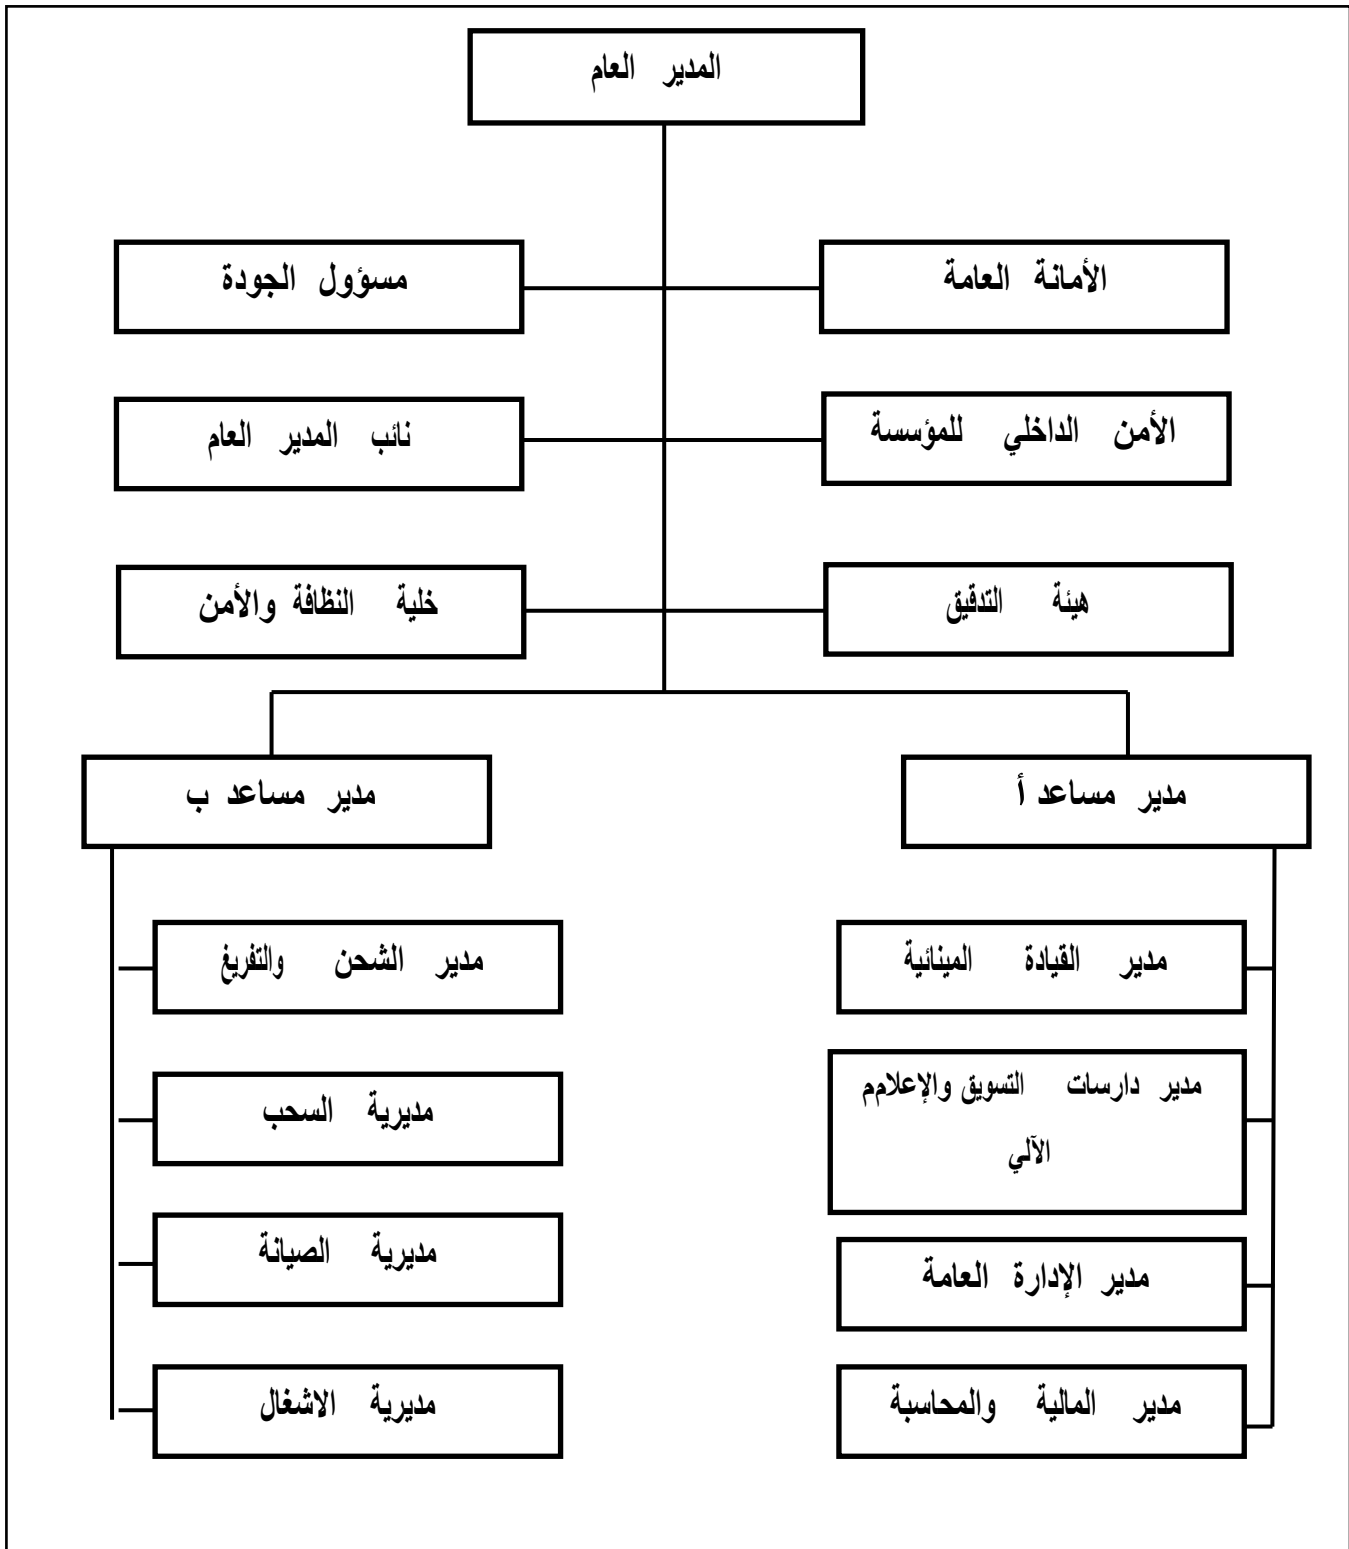 المدير العام
الأمانة العامة
مسؤول الجودة
الأمن الداخلي للمؤسسة
نائب المدير العام
هيئة التدقيق
خلية النظافة والأمن
مدير مساعد أ
مدير مساعد ب
مدير القيادة المينائية
مدير الشحن والتفريغ
مدير دارسات التسويق والإعلامم
الآلي
مديرية السحب
مدير الإدارة العامة
مديرية الصيانة
مدير المالية والمحاسبة
مديرية الاشغال